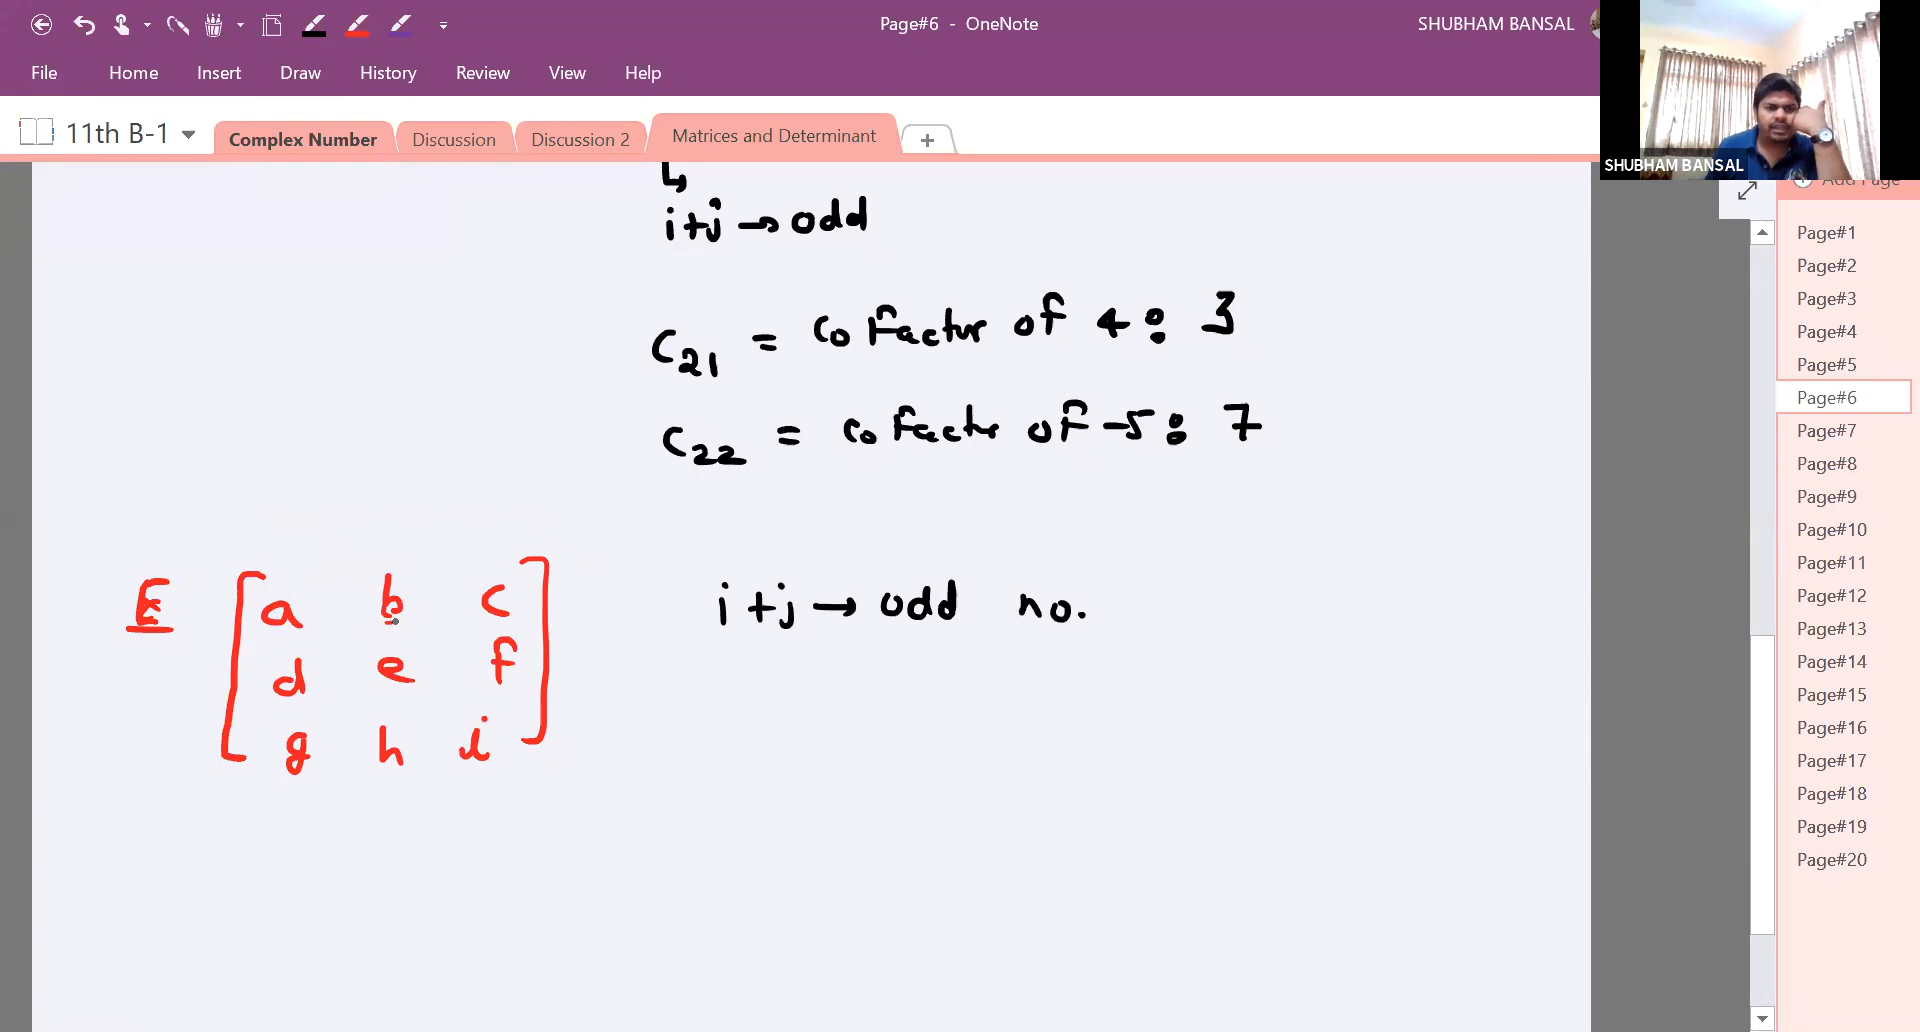 Page#6 - OneNote
SHUBHAM BANSAL
File Home Insert Draw History Review View Help
11th B-1
Complex Number
Discussion
Discussion 2
Matrices and Determinant
SHUBHAM BANSAL
Add Page
i+j → odd
C21 = cofactor of 4 : 3
C22 = cofactor of -5 : 7
E
a b c
d e f
g h i
i+j → odd no.
Page#1
Page#2
Page#3
Page#4
Page#5
Page#6
Page#7
Page#8
Page#9
Page#10
Page#11
Page#12
Page#13
Page#14
Page#15
Page#16
Page#17
Page#18
Page#19
Page#20